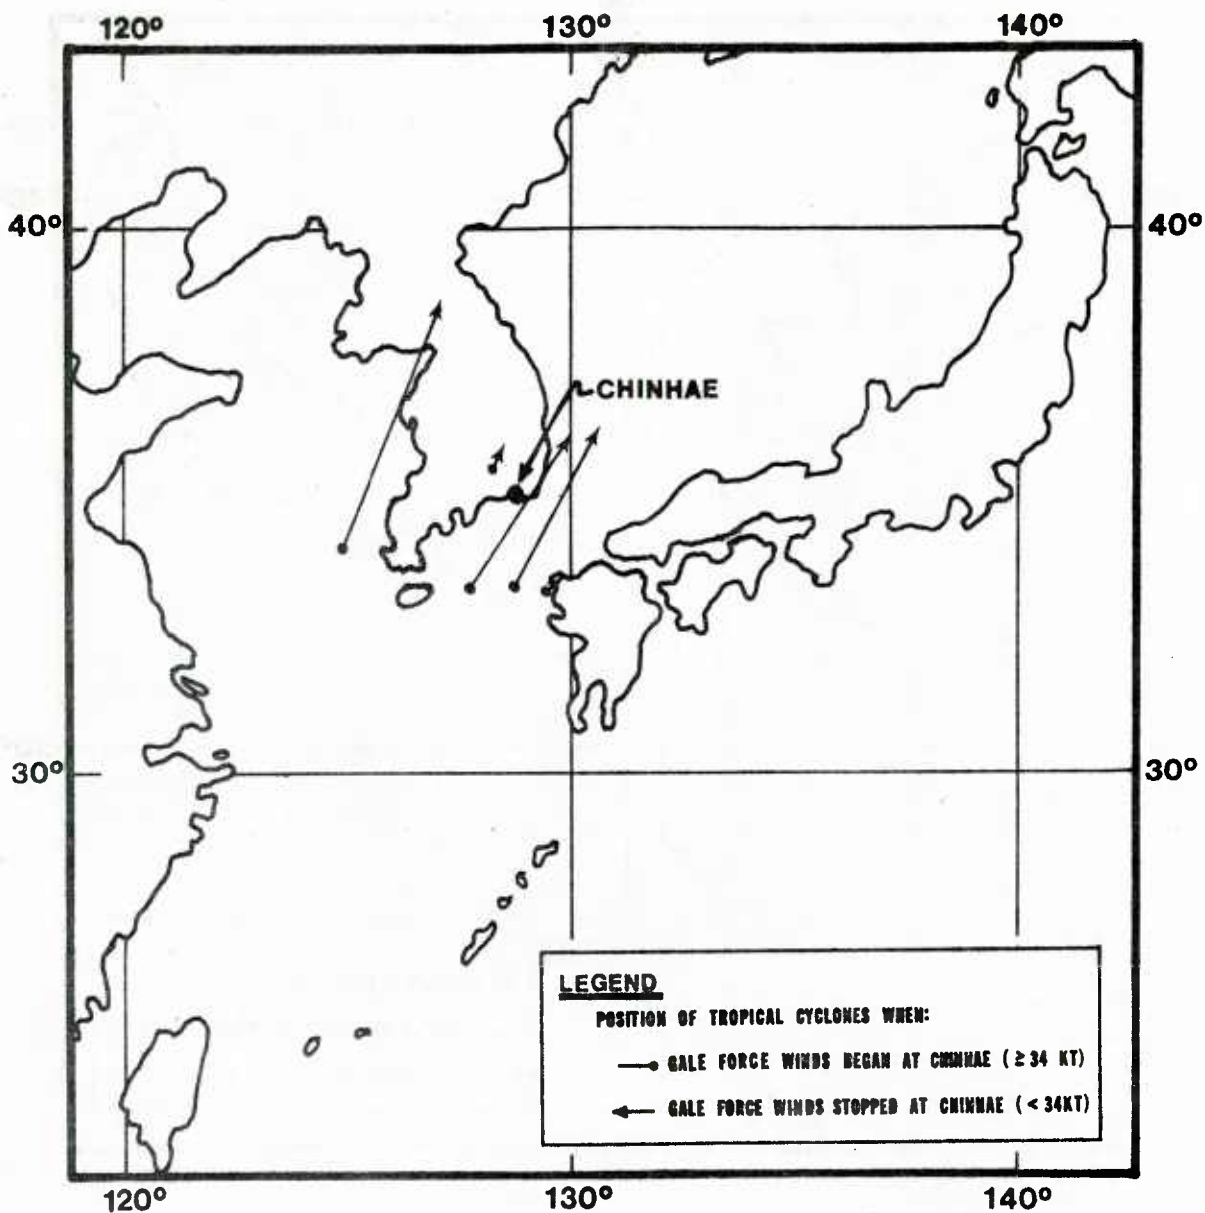 120° 130° 140°
40° 40°
CHINHAE
30° 30°
LEGEND
POSITION OF TROPICAL CYCLONES WHEN:
GALE FORCE WINDS BEGAN AT CHINHAE (≥34 KT)
GALE FORCE WINDS STOPPED AT CHINHAE (<34KT)
120° 130° 140°